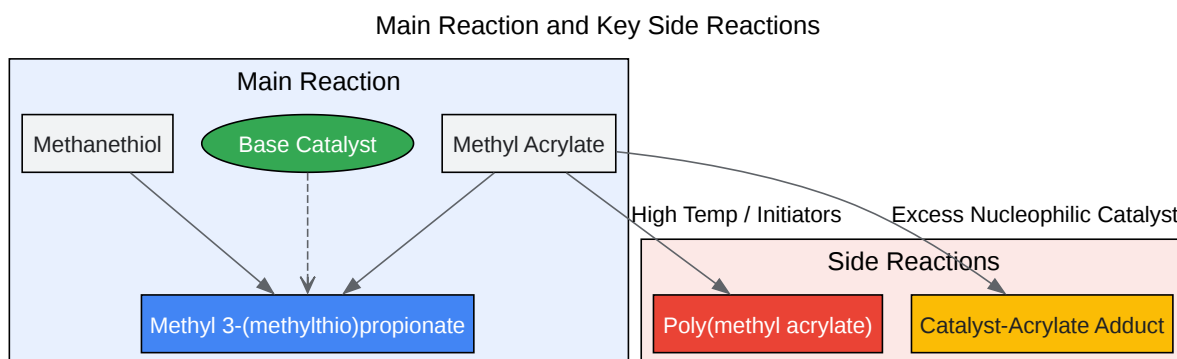 Main Reaction and Key Side Reactions
Main Reaction
Methanethiol
Base Catalyst
Methyl Acrylate
High Temp / Initiators
Excess Nucleophilic Catalyst
Side Reactions
Methyl 3-(methylthio)propionate
Poly(methyl acrylate)
Catalyst-Acrylate Adduct